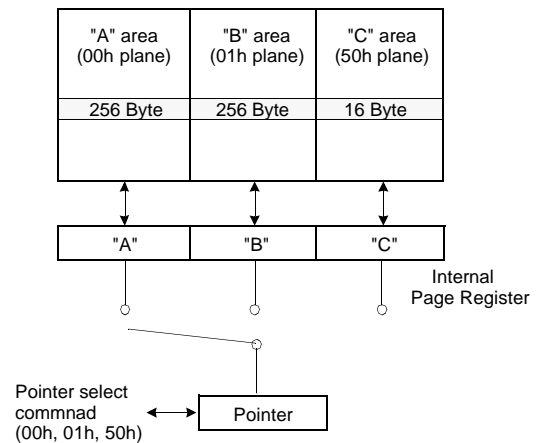 "A" area
(00h plane)
"B" area
(01h plane)
"C" area
(50h plane)
256 Byte
256 Byte
16 Byte
"A"
"B"
"C"
Internal
Page Register
Pointer select
commnad
(00h, 01h, 50h)
Pointer